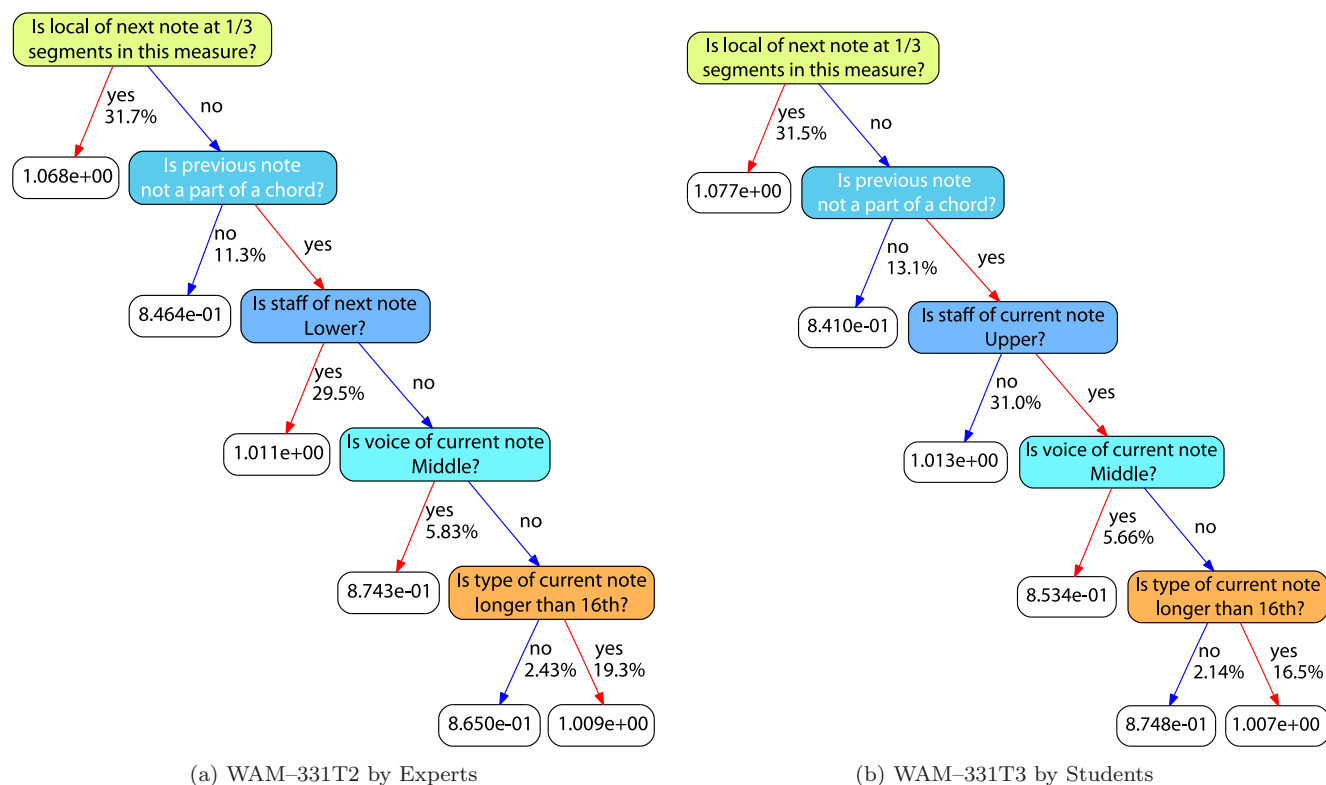 Is local of next note at 1/3
segments in this measure?
yes
31.7%
no
1.068e+00
Is previous note
not a part of a chord?
no
11.3%
yes
8.464e-01
Is staff of next note
Lower?
yes
29.5%
no
1.011e+00
Is voice of current note
Middle?
yes
5.83%
no
8.743e-01
Is type of current note
longer than 16th?
no
2.43%
yes
19.3%
8.650e-01
1.009e+00
(a) WAM–331T2 by Experts
Is local of next note at 1/3
segments in this measure?
yes
31.5%
no
1.077e+00
Is previous note
not a part of a chord?
no
13.1%
yes
8.410e-01
Is staff of current note
Upper?
no
31.0%
yes
1.013e+00
Is voice of current note
Middle?
yes
5.66%
no
8.534e-01
Is type of current note
longer than 16th?
no
2.14%
yes
16.5%
8.748e-01
1.007e+00
(b) WAM–331T3 by Students